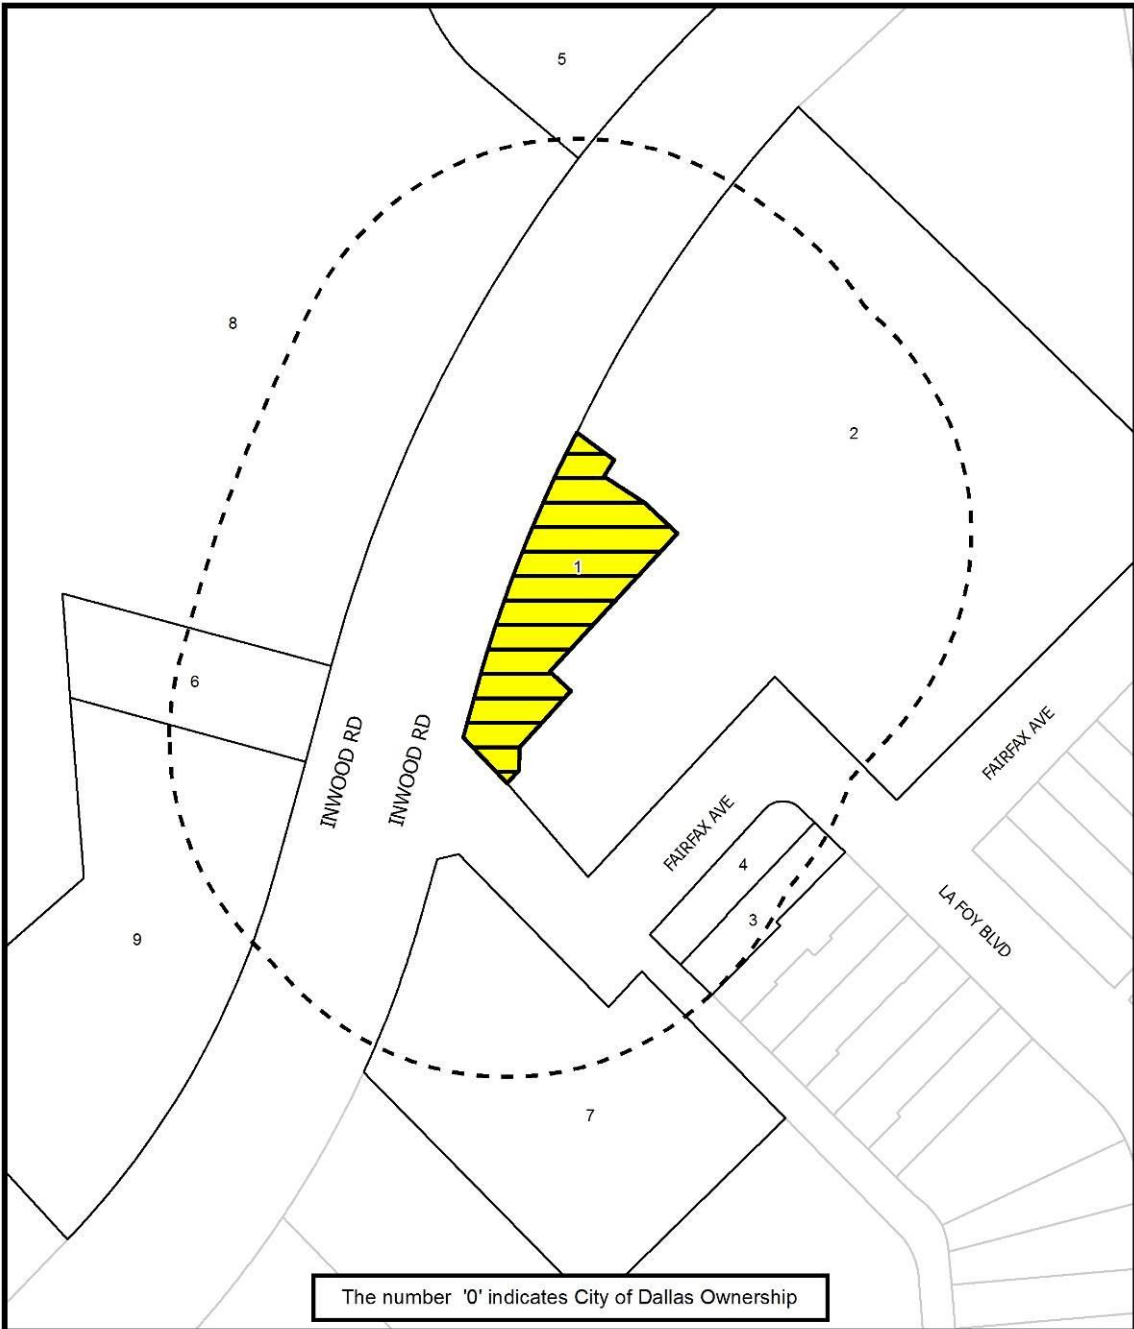 5
8
2
1
6
INWOOD RD
INWOOD RD
FAIRFAX AVE
FAIRFAX AVE
4
3
LA FOY BLVD
9
7
The number '0' indicates City of Dallas Ownership